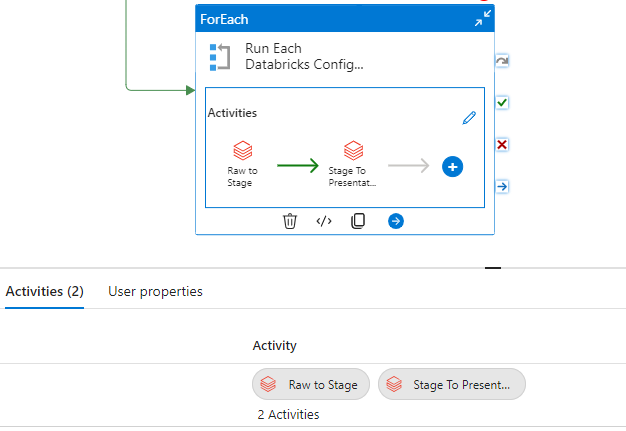 ForEach
Run Each
Databricks Config...
Activities
Raw to
Stage
Stage To
Presentat...
</>
Activities (2)
User properties
Activity
Raw to Stage
Stage To Present...
2 Activities